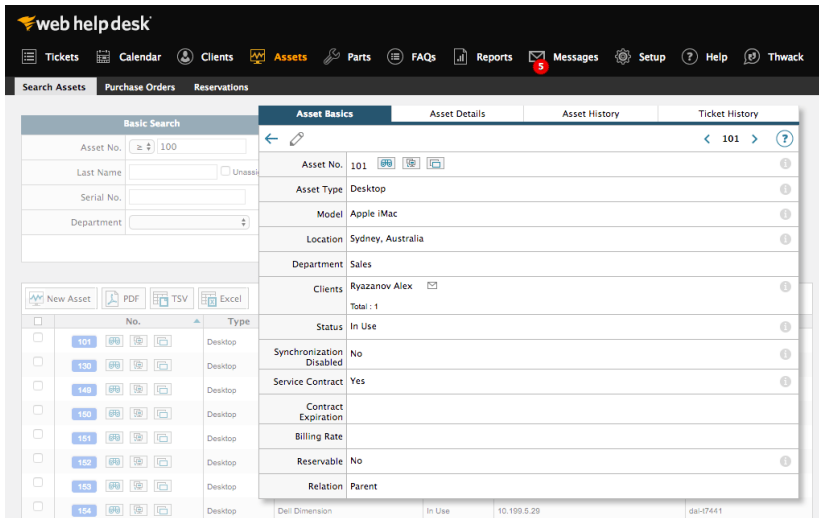 web help desk
Tickets Calendar Clients Assets Parts FAQs Reports Messages Setup Help Thwack
5
Search Assets Purchase Orders Reservations
Basic Search
Asset No. ≥ 100
Last Name Unassi
Serial No.
Department
New Asset PDF TSV Excel
No. Type
101 Desktop
130 Desktop
149 Desktop
150 Desktop
151 Desktop
152 Desktop
153 Desktop
154 Desktop Dell Dimension In Use 10.199.5.29 dal-t7441
Asset Basics Asset Details Asset History Ticket History
101 ?
Asset No. 101
Asset Type Desktop
Model Apple iMac
Location Sydney, Australia
Department Sales
Clients Ryazanov Alex
Total : 1
Status In Use
Synchronization Disabled No
Service Contract Yes
Contract Expiration
Billing Rate
Reservable No
Relation Parent